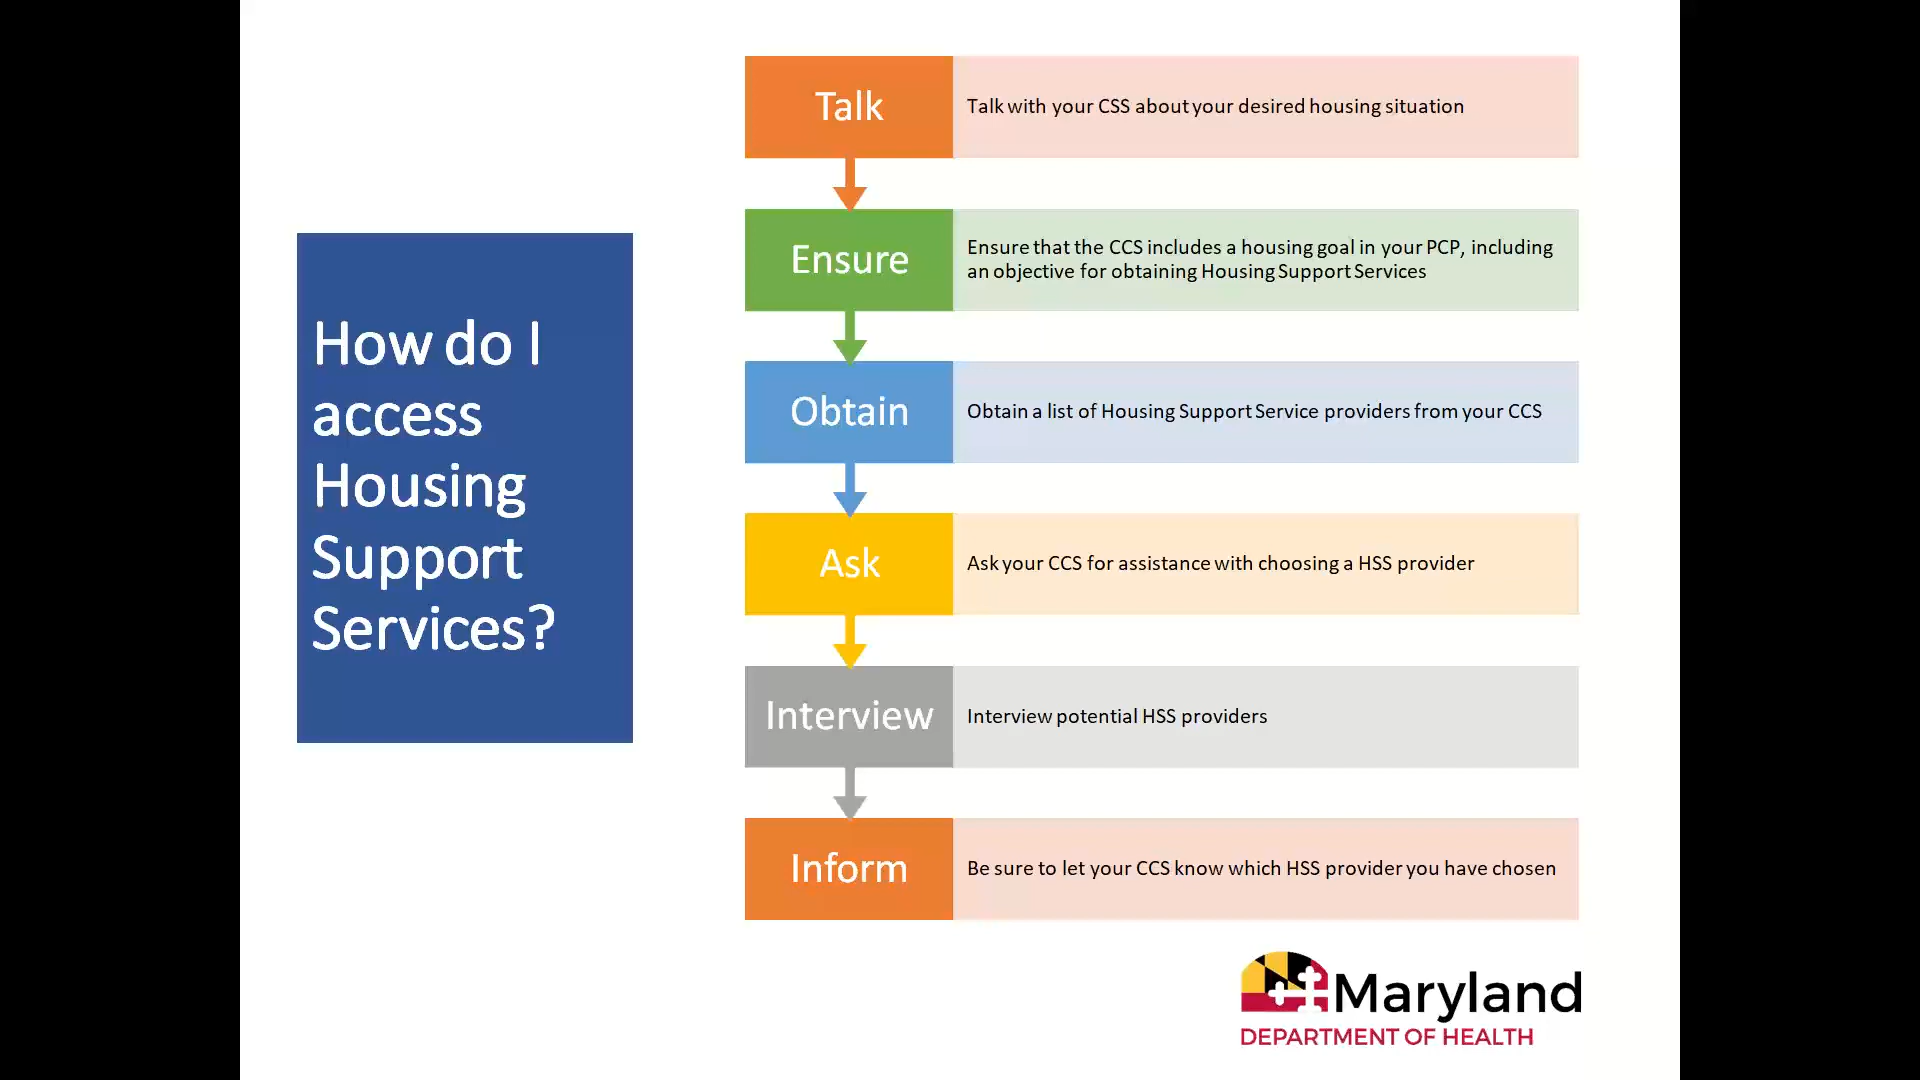 How do I
access
Housing
Support
Services?
Talk
Talk with your CSS about your desired housing situation
Ensure
Ensure that the CCS includes a housing goal in your PCP, including
an objective for obtaining Housing Support Services
Obtain
Obtain a list of Housing Support Service providers from your CCS
Ask
Ask your CCS for assistance with choosing a HSS provider
Interview
Interview potential HSS providers
Inform
Be sure to let your CCS know which HSS provider you have chosen
Maryland
DEPARTMENT OF HEALTH